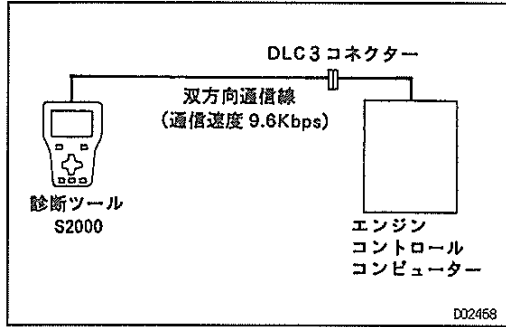 DLC3コネクター
双方向通信線
（通信速度 9.6Kbps）
診断ツール
S2000
エンジン
コントロール
コンピューター
D02458